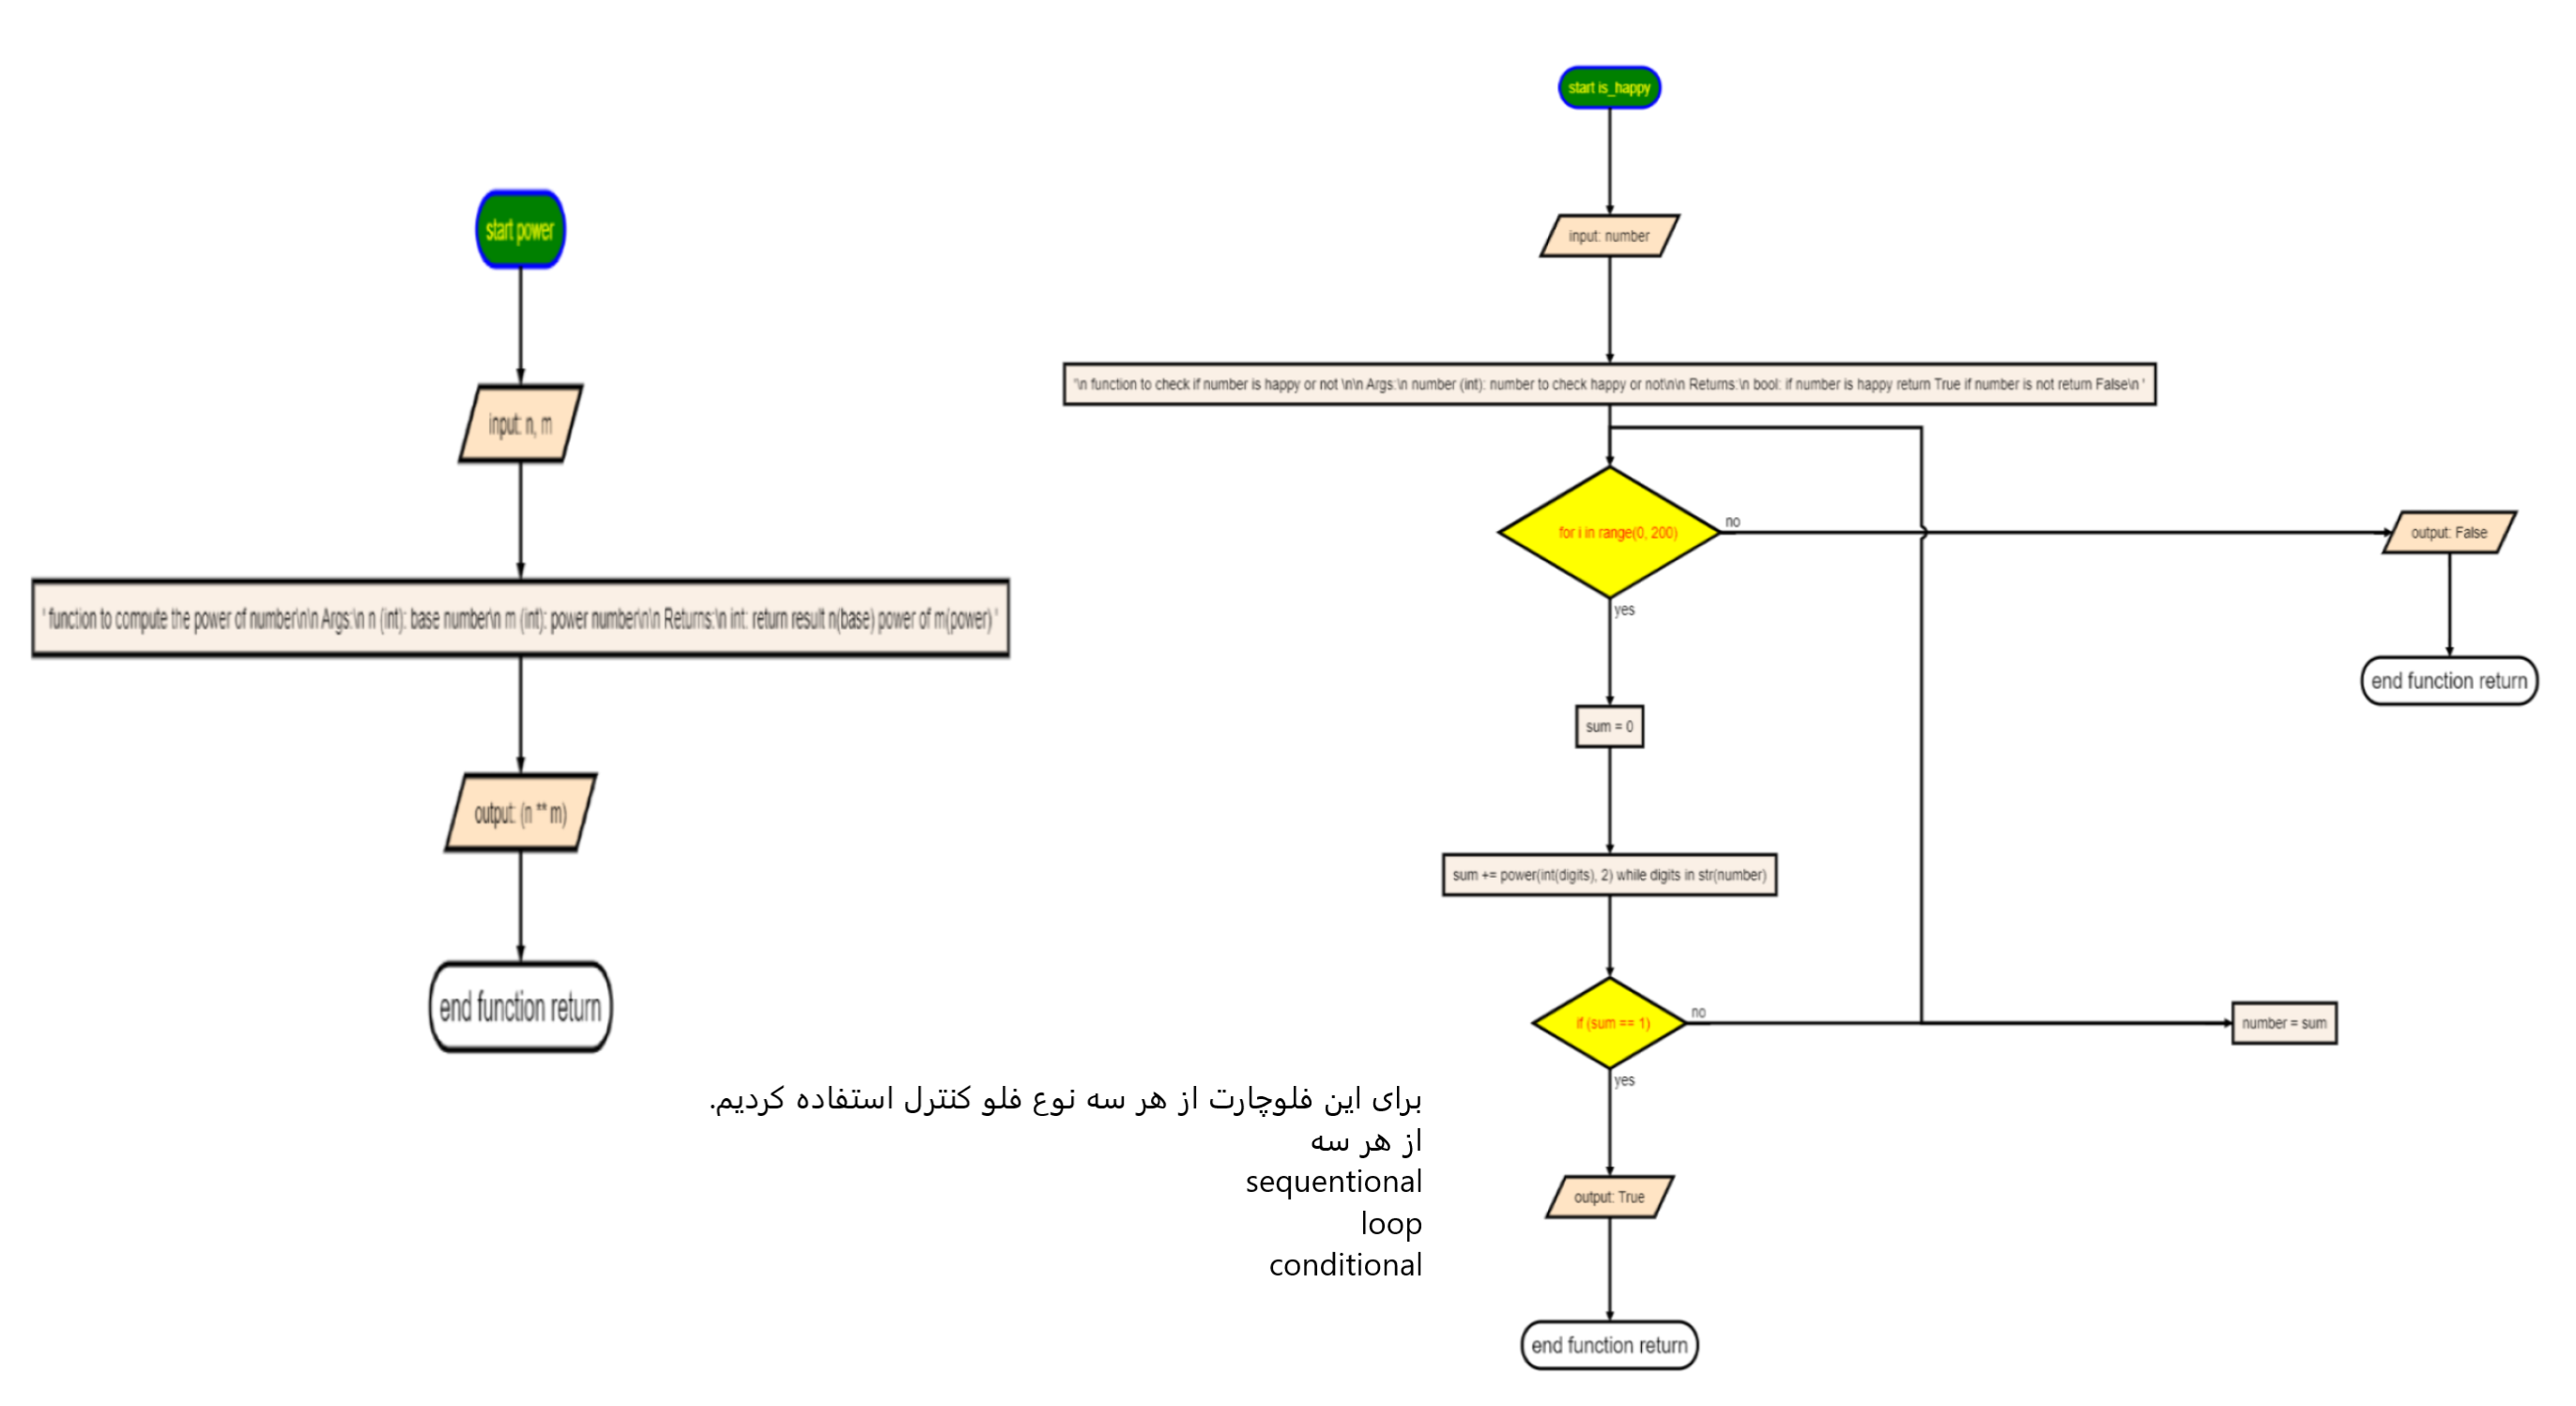 start power
input: n, m
' function to compute the power of number\n\n Args:\n n (int): base number\n m (int): power number\n\n Returns:\n int: return result n(base) power of m(power) '
output: (n ** m)
end function return
start is_happy
input: number
'\n function to check if number is happy or not \n\n Args:\n number (int): number to check happy or not\n\n Returns:\n bool: if number is happy return True if number is not return False\n '
for i in range(0, 200)
no
output: False
end function return
yes
sum = 0
sum += power(int(digits), 2) while digits in str(number)
if (sum == 1)
no
number = sum
yes
output: True
end function return
برای این فلوچارت از هر سه نوع فلو کنترل استفاده کردیم.
از هر سه
sequentional
loop
conditional